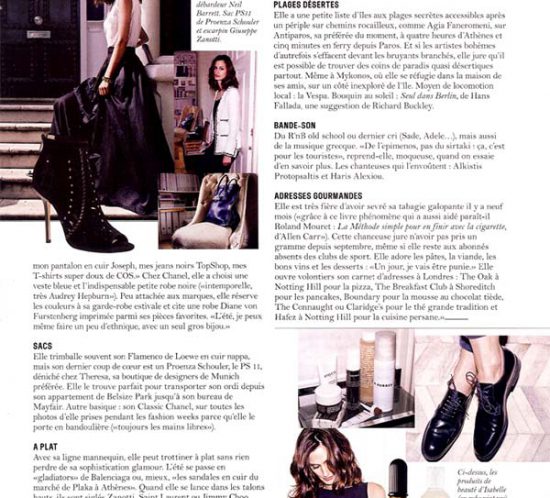 débardeur Neil
Barrett. Sac PS11
de Proenza Schouler
et escarpin Giuseppe
Zanotti.
mon pantalon en cuir Joseph, mes jeans noirs TopShop, mes
T-shirts super doux de COS.» Chez Chanel, elle a choisi une
veste bleue et l'indispensable petite robe noire («intemporelle,
très Audrey Hepburn»). Peu attachée aux marques, elle réserve
les couleurs à sa garde-robe estivale et cite une robe Diane von
Furstenberg imprimée parmi ses pièces favorites. «L'été, je peux
même faire un peu d'ethnique, avec un seul gros bijou.»
SACS
Elle trimballe souvent son Flamenco de Loewe en cuir nappa,
mais son dernier coup de cœur est un Proenza Schouler, le PS 11,
déniché chez Theresa, sa boutique de designers de Munich
préférée. Elle le trouve parfait pour transporter son ordi depuis
son appartement de Belsize Park jusqu'à son bureau de
Mayfair. Autre basique : son Classic Chanel, sur toutes les
photos d'elle prises pendant les fashion weeks parce qu'elle le
porte en bandoulière («toujours les mains libres»).
A PLAT
Avec sa ligne mannequin, elle peut trottiner à plat sans rien
perdre de sa sophistication glamour. L'été se passe en
«gladiators» de Balenciaga ou, mieux, «les sandales en cuir du
marché de Plaka à Athènes» Quand elle se lance dans les talons
hauts, ils sont siglés Zanotti, Saint Laurent ou Jimmy Choo
PLAGES DÉSERTES
Elle a une petite liste d'îles aux plages secrètes accessibles après
un périple sur chemins rocailleux, comme Agia Faneromeni, sur
Antiparos, sa préférée du moment, à quatre heures d'Athènes et
cinq minutes en ferry depuis Paros. Et si les artistes bohèmes
d'autrefois s'effacent devant les bruyants branchés, elle jure qu'il
est possible de trouver des coins de paradis quasi désertiques
partout. Même à Mykonos, où elle se réfugie dans la maison de
ses amis, sur un côté inexploré de l'île. Moyen de locomotion
local : la Vespa. Bouquin au soleil : Seul dans Berlin, de Hans
Fallada, une suggestion de Richard Buckley.
BANDE-SON
Du R'nB old school ou dernier cri (Sade, Adele…), mais aussi
de la musique grecque. «De l'epimenos, pas du sirtaki : ça, c'est
pour les touristes», reprend-elle, moqueuse, quand on essaie
d'en savoir plus. Les chanteuses qui l'envoûtent : Alkistis
Protopsaltis et Haris Alexiou.
ADRESSES GOURMANDES
Elle est très fière d'avoir sevré sa tabagie galopante il y a neuf
mois («grâce à ce livre phénomène qui a aussi aidé paraît-il
Roland Mouret : La Méthode simple pour en finir avec la cigarette,
d'Allen Carr»). Cette chanceuse jure n'avoir pas pris un
gramme depuis septembre, même si elle reste aux abonnés
absents des clubs de sport. Elle adore les pâtes, la viande, les
bons vins et les desserts : «Un jour, je vais être punie.» Elle
ouvre volontiers son carnet d'adresses à Londres : The Oak à
Notting Hill pour la pizza, The Breakfast Club à Shoreditch
pour les pancakes, Boundary pour la mousse au chocolat tiède,
The Connaught ou Claridge's pour le thé grande tradition et
Hafez à Notting Hill pour la cuisine persane.»
Ci-dessus, les
produits de
beauté d'Isabelle